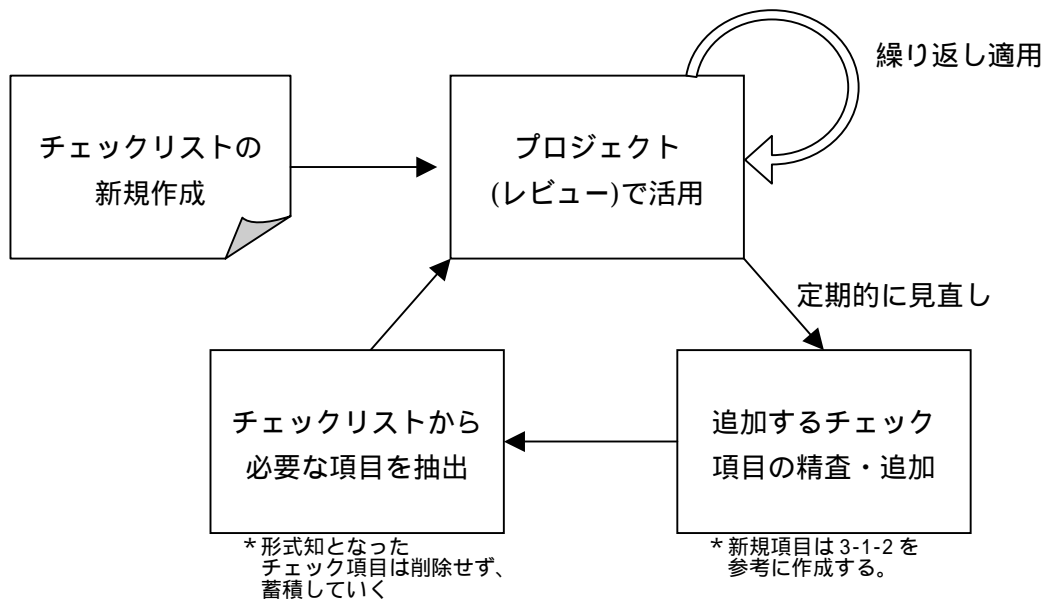 繰り返し適用
チェックリストの
新規作成
プロジェクト
(レビュー)で活用
定期的に見直し
チェックリストから
必要な項目を抽出
追加するチェック
項目の精査・追加
*形式知となった
チェック項目は削除せず、
蓄積していく
*新規項目は3-1-2を
参考に作成する。